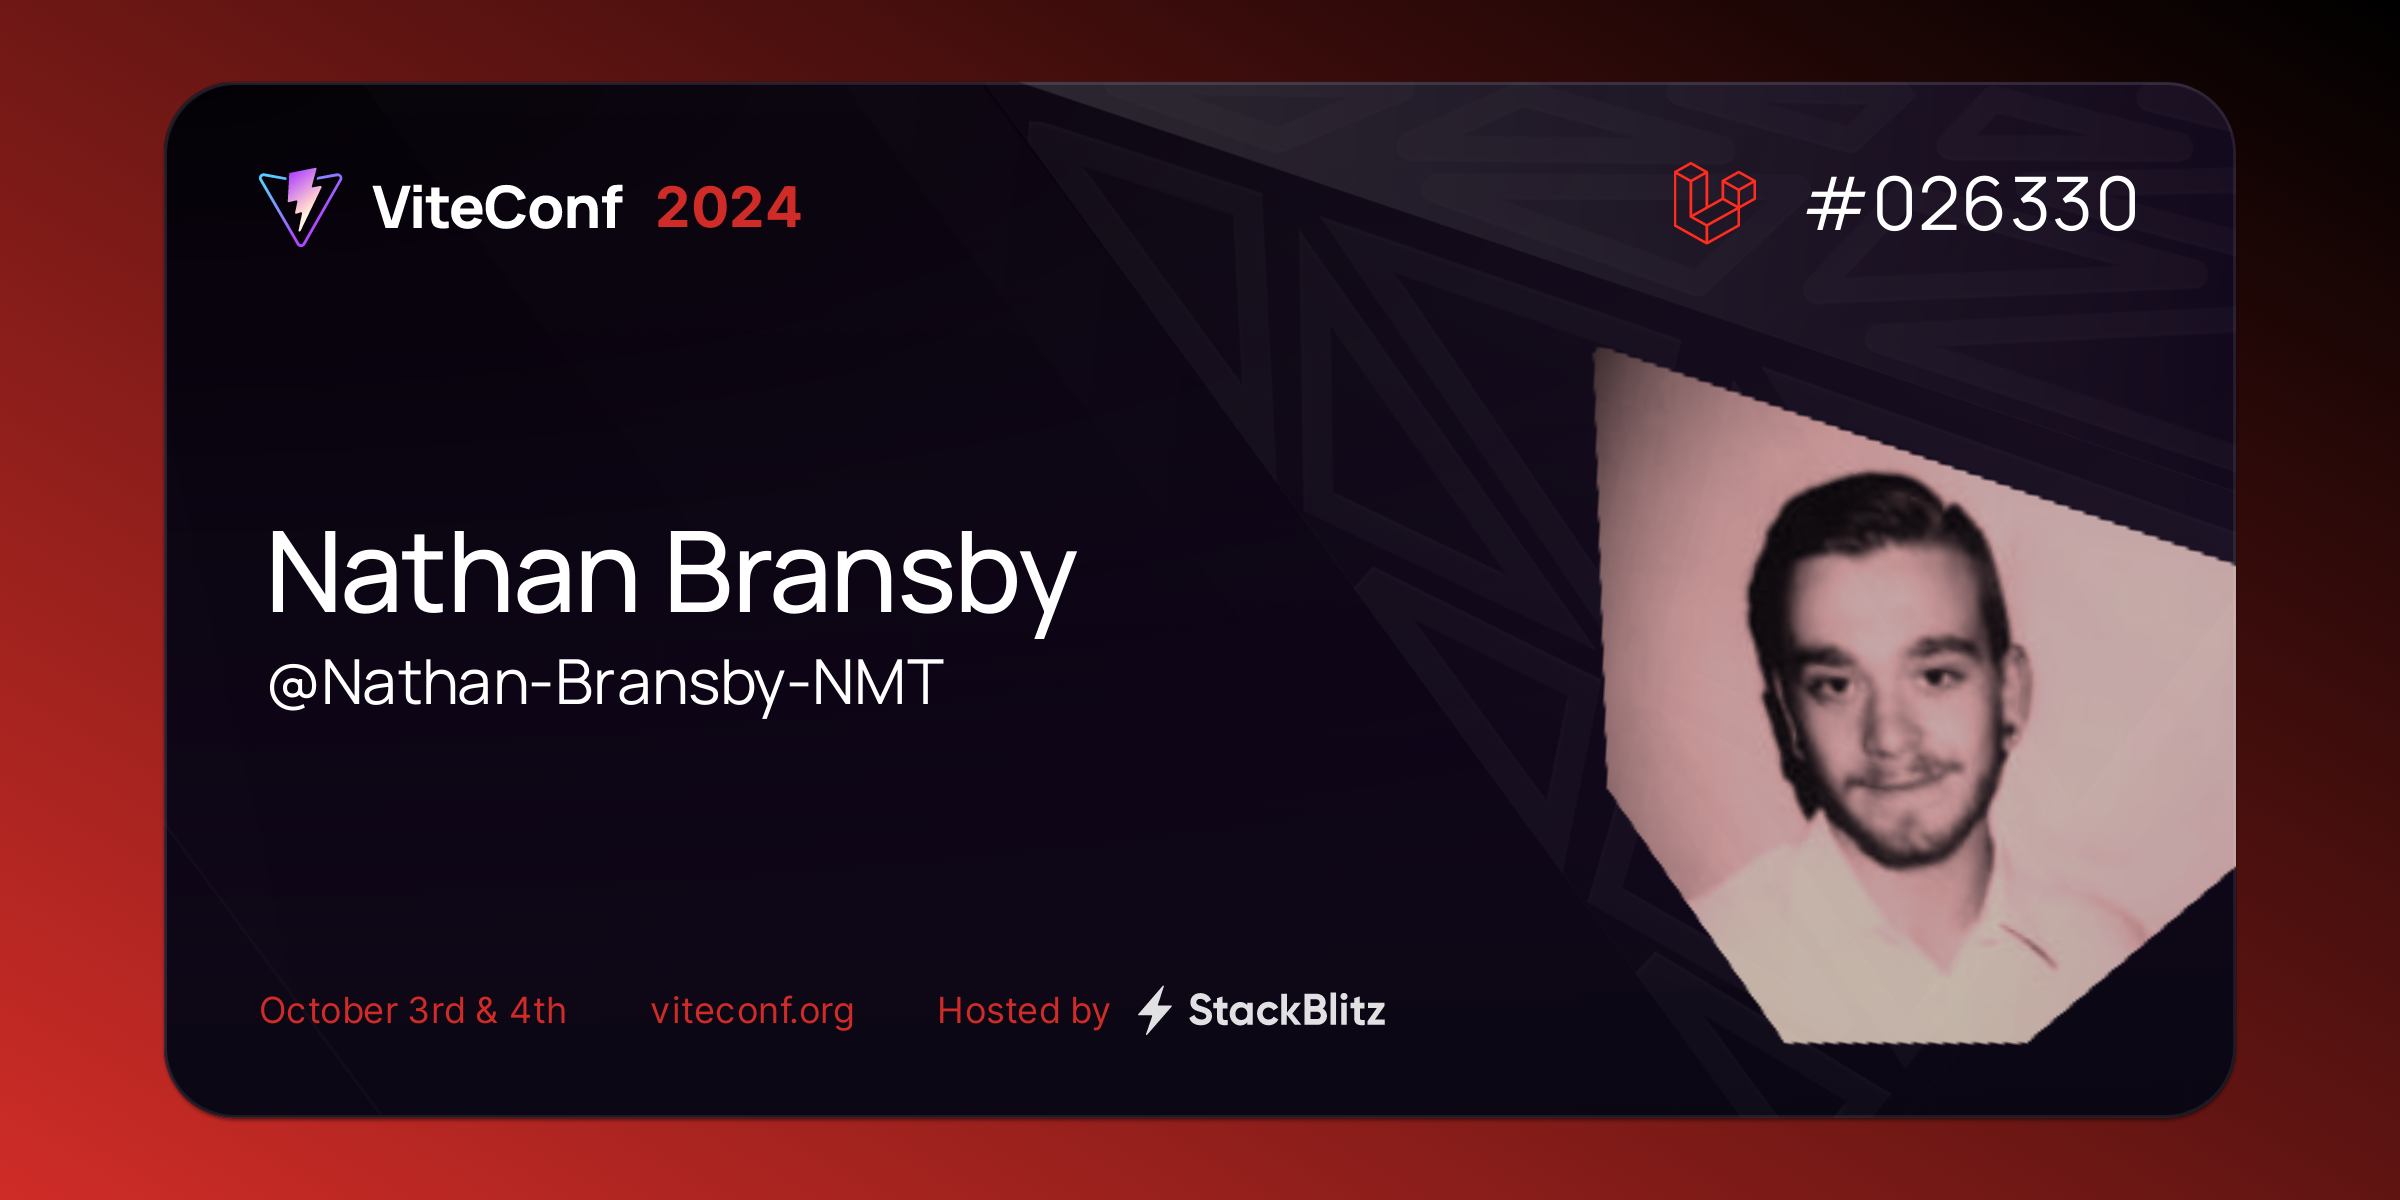 ViteConf 2024
#026330
Nathan Bransby
@Nathan-Bransby-NMT
October 3rd & 4th viteconf.org Hosted by StackBlitz